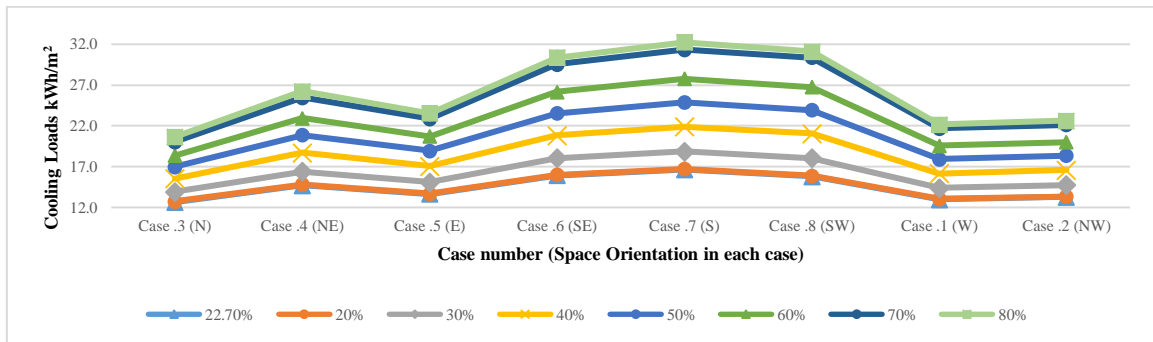 Cooling Loads kWh/m²
32.0
27.0
22.0
17.0
12.0
Case .3 (N) Case .4 (NE) Case .5 (E) Case .6 (SE) Case .7 (S) Case .8 (SW) Case .1 (W) Case .2 (NW)
Case number (Space Orientation in each case)
22.70% 20% 30% 40% 50% 60% 70% 80%